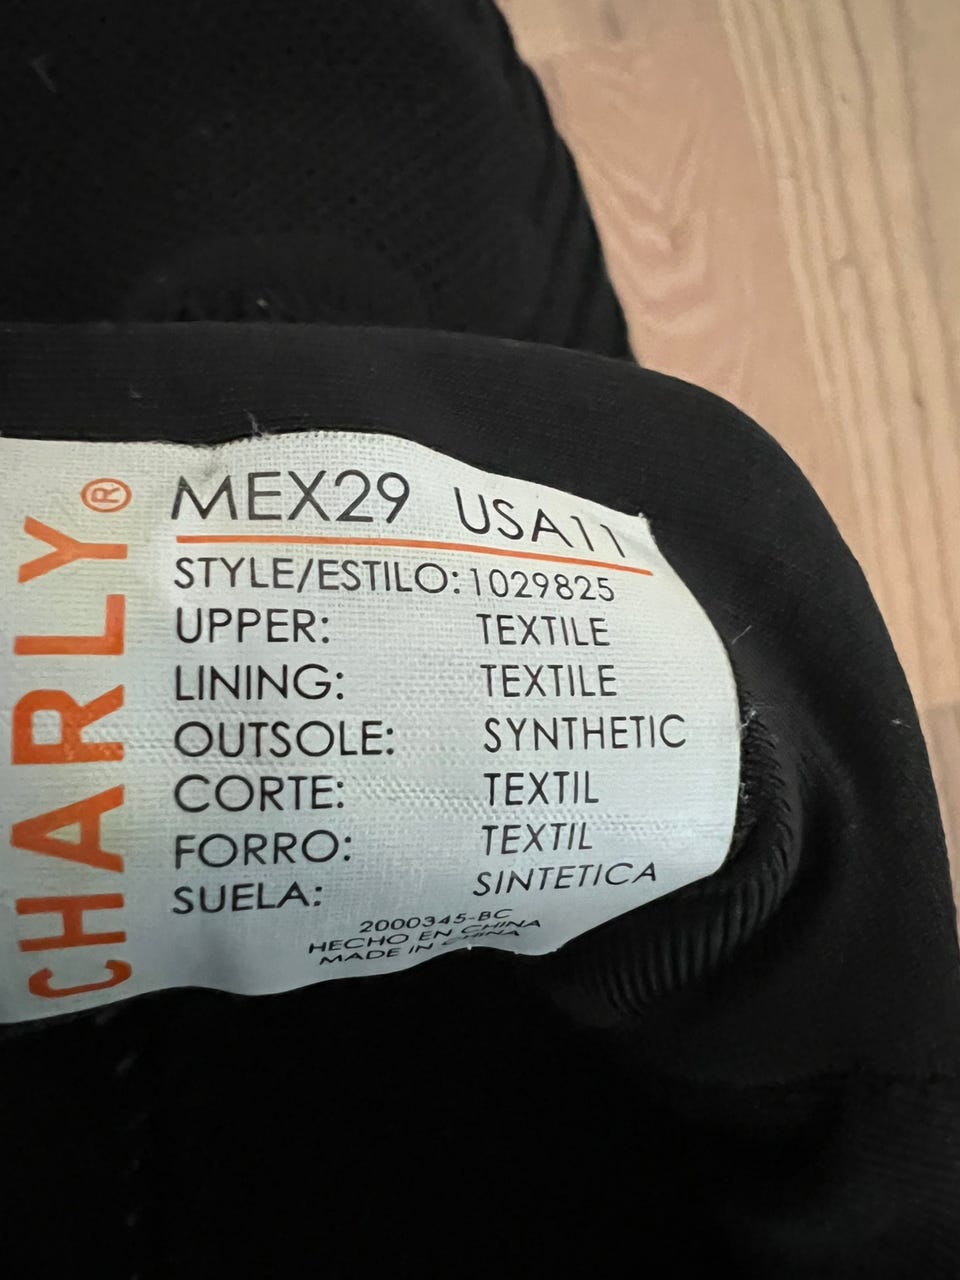 CHARLY®
MEX29 USA11
STYLE/ESTILO: 1029825
UPPER: TEXTILE
LINING: TEXTILE
OUTSOLE: SYNTHETIC
CORTE: TEXTIL
FORRO: TEXTIL
SUELA: SINTETICA
2000345-BC
HECHO EN CHINA
MADE IN CHINA